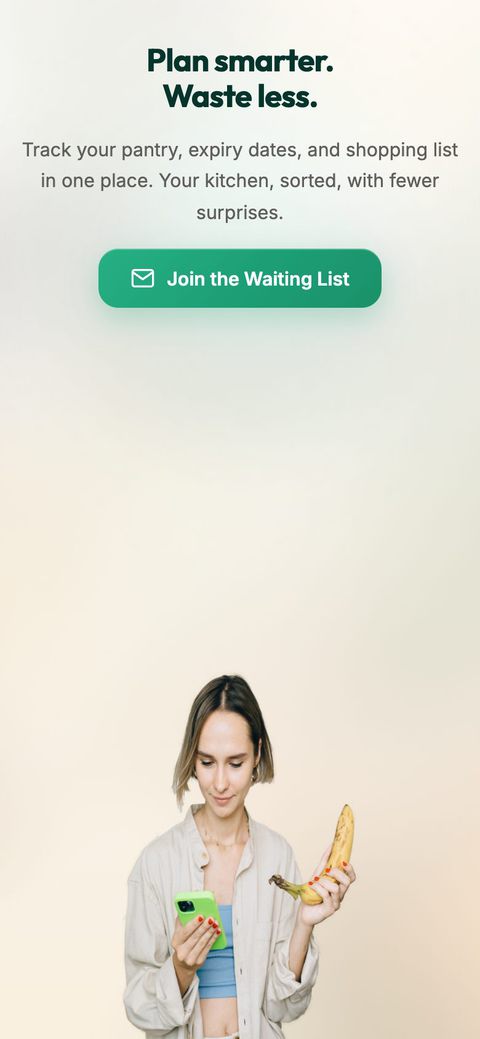 Plan smarter.
Waste less.
Track your pantry, expiry dates, and shopping list
in one place. Your kitchen, sorted, with fewer
surprises.
Join the Waiting List